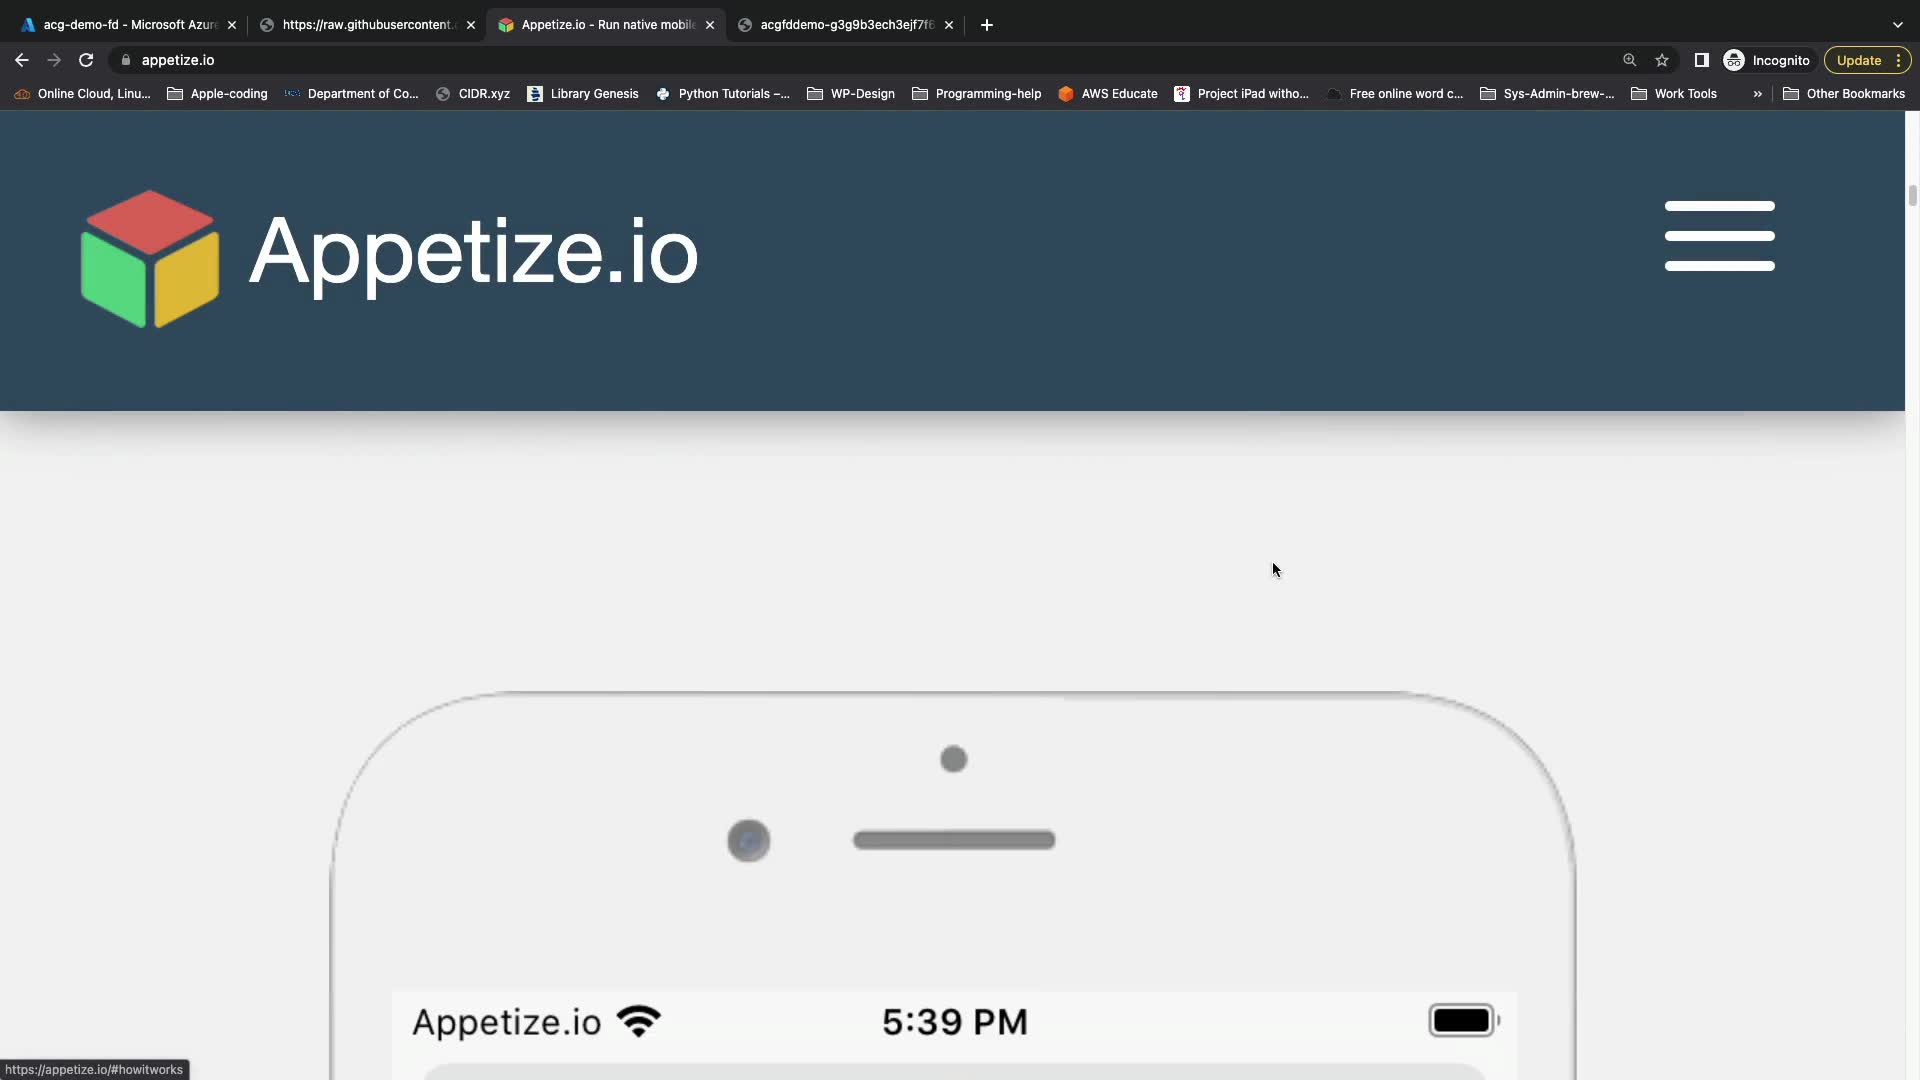 acg-demo-fd - Microsoft Azure
https://raw.githubusercontent.
Appetize.io - Run native mobile
acgfddemo-g3g9b3ech3ejf7f6
appetize.io
Incognito
Update
Online Cloud, Linu...
Apple-coding
Department of Co...
CIDR.xyz
Library Genesis
Python Tutorials –...
WP-Design
Programming-help
AWS Educate
Project iPad witho...
Free online word c...
Sys-Admin-brew-...
Work Tools
»
Other Bookmarks
Appetize.io
Appetize.io
5:39 PM
https://appetize.io/#howitworks